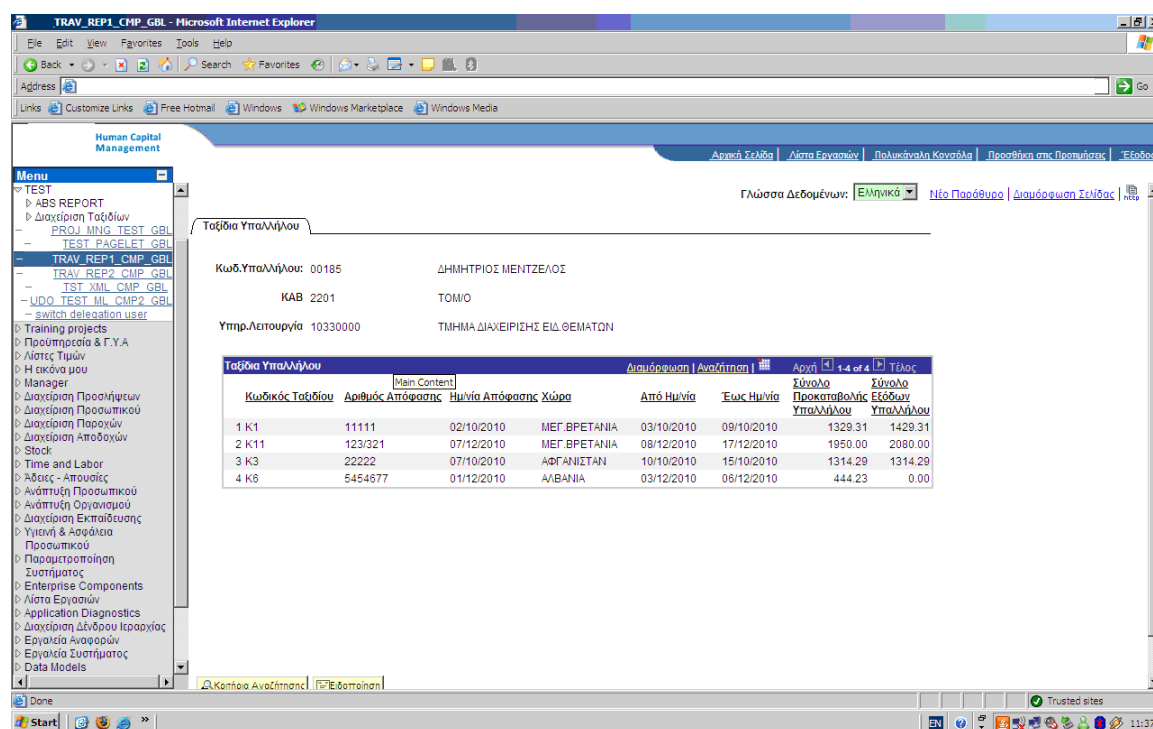 TRAV_REP1_CMP_GBL - Microsoft Internet Explorer
File Edit View Favorites Tools Help
Back Search Favorites
Address Go
Links Customize Links Free Hotmail Windows Windows Marketplace Windows Media
Human Capital
Management
Αρχική Σελίδα Λίστα Εργασιών Πολυκάναλη Κονσόλα Προσθήκη στις Προτιμήσεις Έξοδος
Menu
TEST
ABS REPORT
Διαχείριση Ταξιδίων
PROJ_MNG_TEST_GBL
TEST_PAGELET_GBL
TRAV_REP1_CMP_GBL
TRAV_REP2_CMP_GBL
TST_XML_CMP_GBL
UDO_TEST_ML_CMP2_GBL
switch delegation user
Training projects
Προϋπηρεσία & Γ.Υ.Α
Λίστες Τιμών
Η εικόνα μου
Manager
Διαχείριση Προσλήψεων
Διαχείριση Προσωπικού
Διαχείριση Παροχών
Διαχείριση Αποδοχών
Stock
Time and Labor
Άδειες - Απουσίες
Ανάπτυξη Προσωπικού
Ανάπτυξη Οργανισμού
Διαχείριση Εκπαίδευσης
Υγιεινή & Ασφάλεια
Προσωπικού
Παραμετροποίηση
Συστήματος
Enterprise Components
Λίστα Εργασιών
Application Diagnostics
Διαχείριση Δένδρου Ιεραρχίας
Εργαλεία Αναφορών
Εργαλεία Συστήματος
Data Models
Γλώσσα Δεδομένων: Ελληνικά Νέο Παράθυρο | Διαμόρφωση Σελίδας | http
Ταξίδια Υπαλλήλου
Κωδ.Υπαλλήλου: 00185 ΔΗΜΗΤΡΙΟΣ ΜΕΝΤΖΕΛΟΣ
ΚΑΒ 2201 ΤΟΜ/Ο
Υπηρ.Λειτουργία 10330000 ΤΜΗΜΑ ΔΙΑΧΕΙΡΙΣΗΣ ΕΙΔ.ΘΕΜΑΤΩΝ
Ταξίδια Υπαλλήλου Διαμόρφωση | Αναζήτηση | Αρχή 1-4 of 4 Τέλος
Main Content
Κωδικός Ταξιδίου Αριθμός Απόφασης Ημ/νία Απόφασης Χώρα Από Ημ/νία Έως Ημ/νία Σύνολο Προκαταβολής Υπαλλήλου Σύνολο Εξόδων Υπαλλήλου
1 Κ1 11111 02/10/2010 ΜΕΓ.ΒΡΕΤΑΝΙΑ 03/10/2010 09/10/2010 1329.31 1429.31
2 Κ11 123/321 07/12/2010 ΜΕΓ.ΒΡΕΤΑΝΙΑ 08/12/2010 17/12/2010 1950.00 2080.00
3 Κ3 22222 07/10/2010 ΑΦΓΑΝΙΣΤΑΝ 10/10/2010 15/10/2010 1314.29 1314.29
4 Κ6 5454677 01/12/2010 ΑΛΒΑΝΙΑ 03/12/2010 06/12/2010 444.23 0.00
Κριτήρια Αναζήτησης Ειδοποίηση
Done Trusted sites
Start EN 11:37